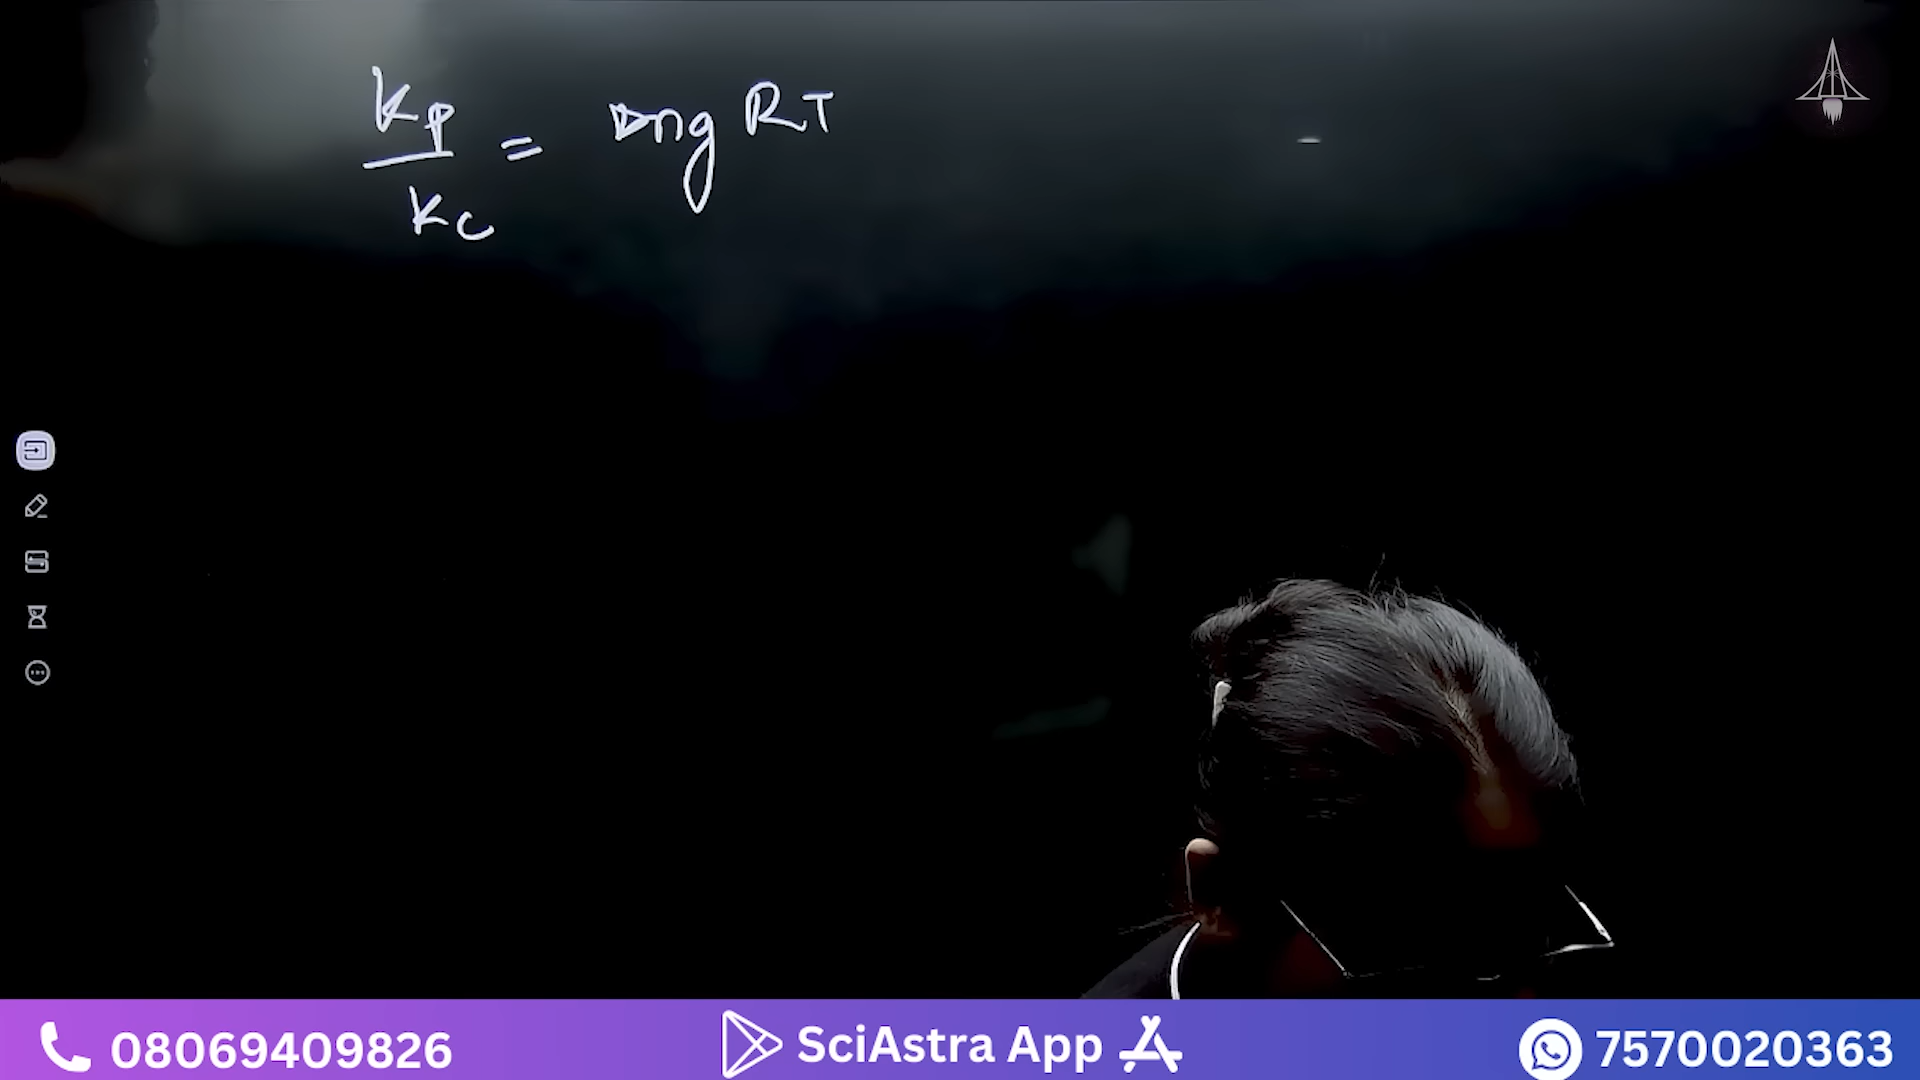 Kp / Kc = Δng RT
08069409826 SciAstra App 7570020363